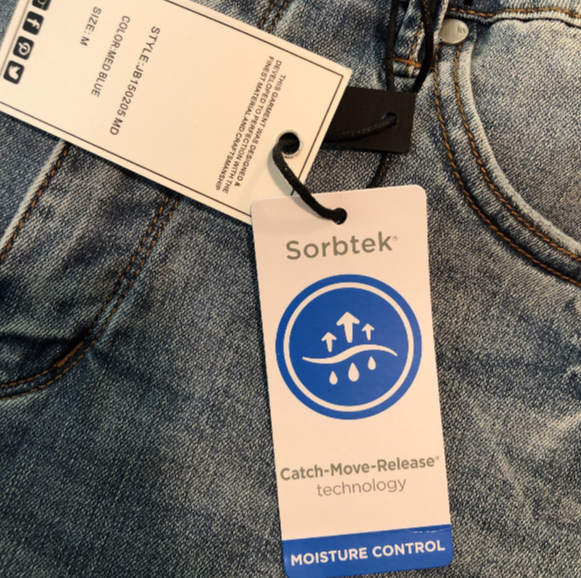 STYLE:JB150205 MD
COLOR:MED BLUE
SIZE: M
THIS GARMENT WAS DESIGNED &
DEVELOPED TO PERFECTION WITH THE
FINEST MATERIAL AND CRAFTSMANSHIP
Sorbtek®
Catch-Move-Release®
technology
MOISTURE CONTROL